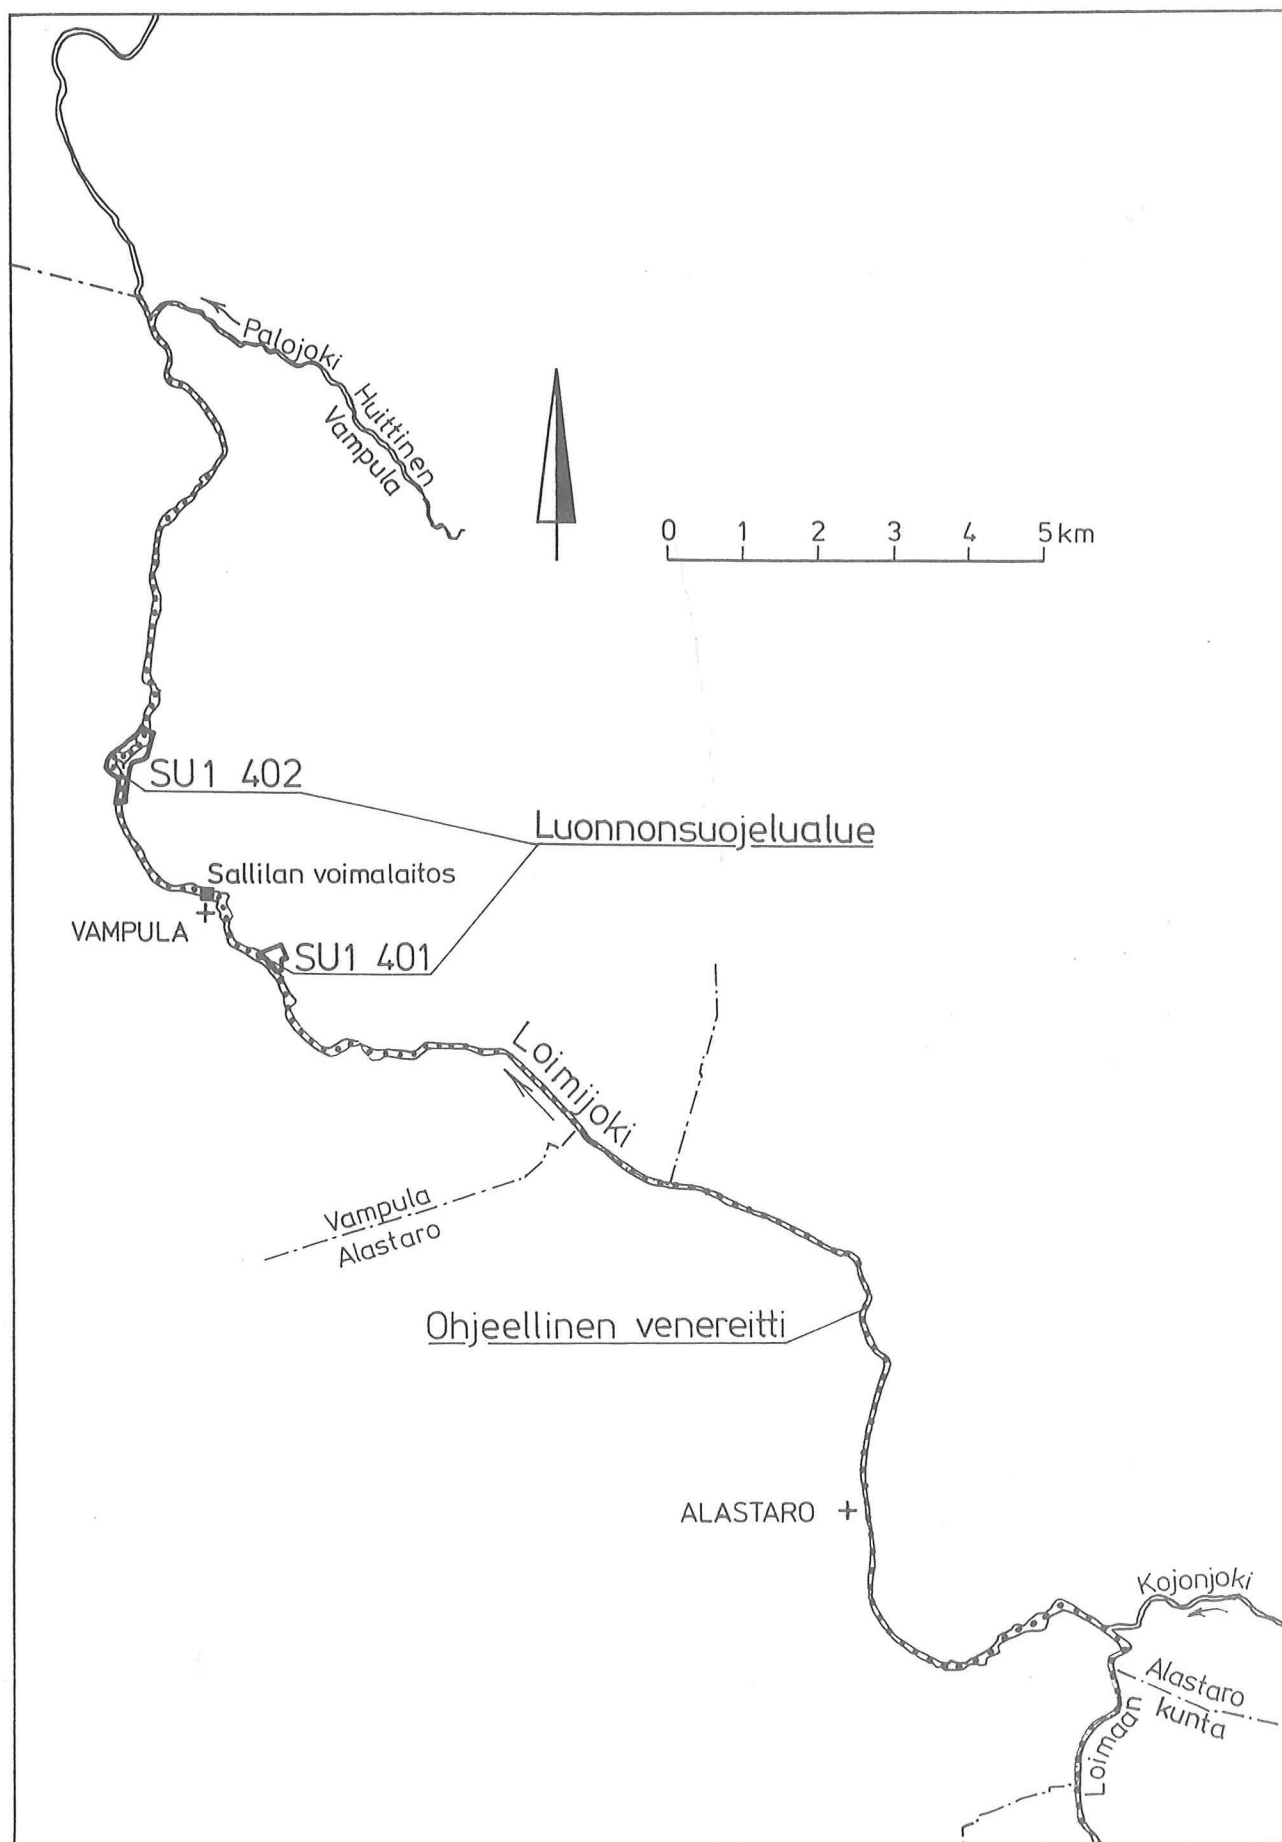 Palojoki
Huittinen
Vampula
0 1 2 3 4 5 km
SU1 402
Luonnonsuojelualue
Sallilan voimalaitos
VAMPULA
SU1 401
Loimijoki
Vampula
Alastaro
Ohjeellinen venereitti
ALASTARO
Kojonjoki
Alastaro
Loimaan kunta